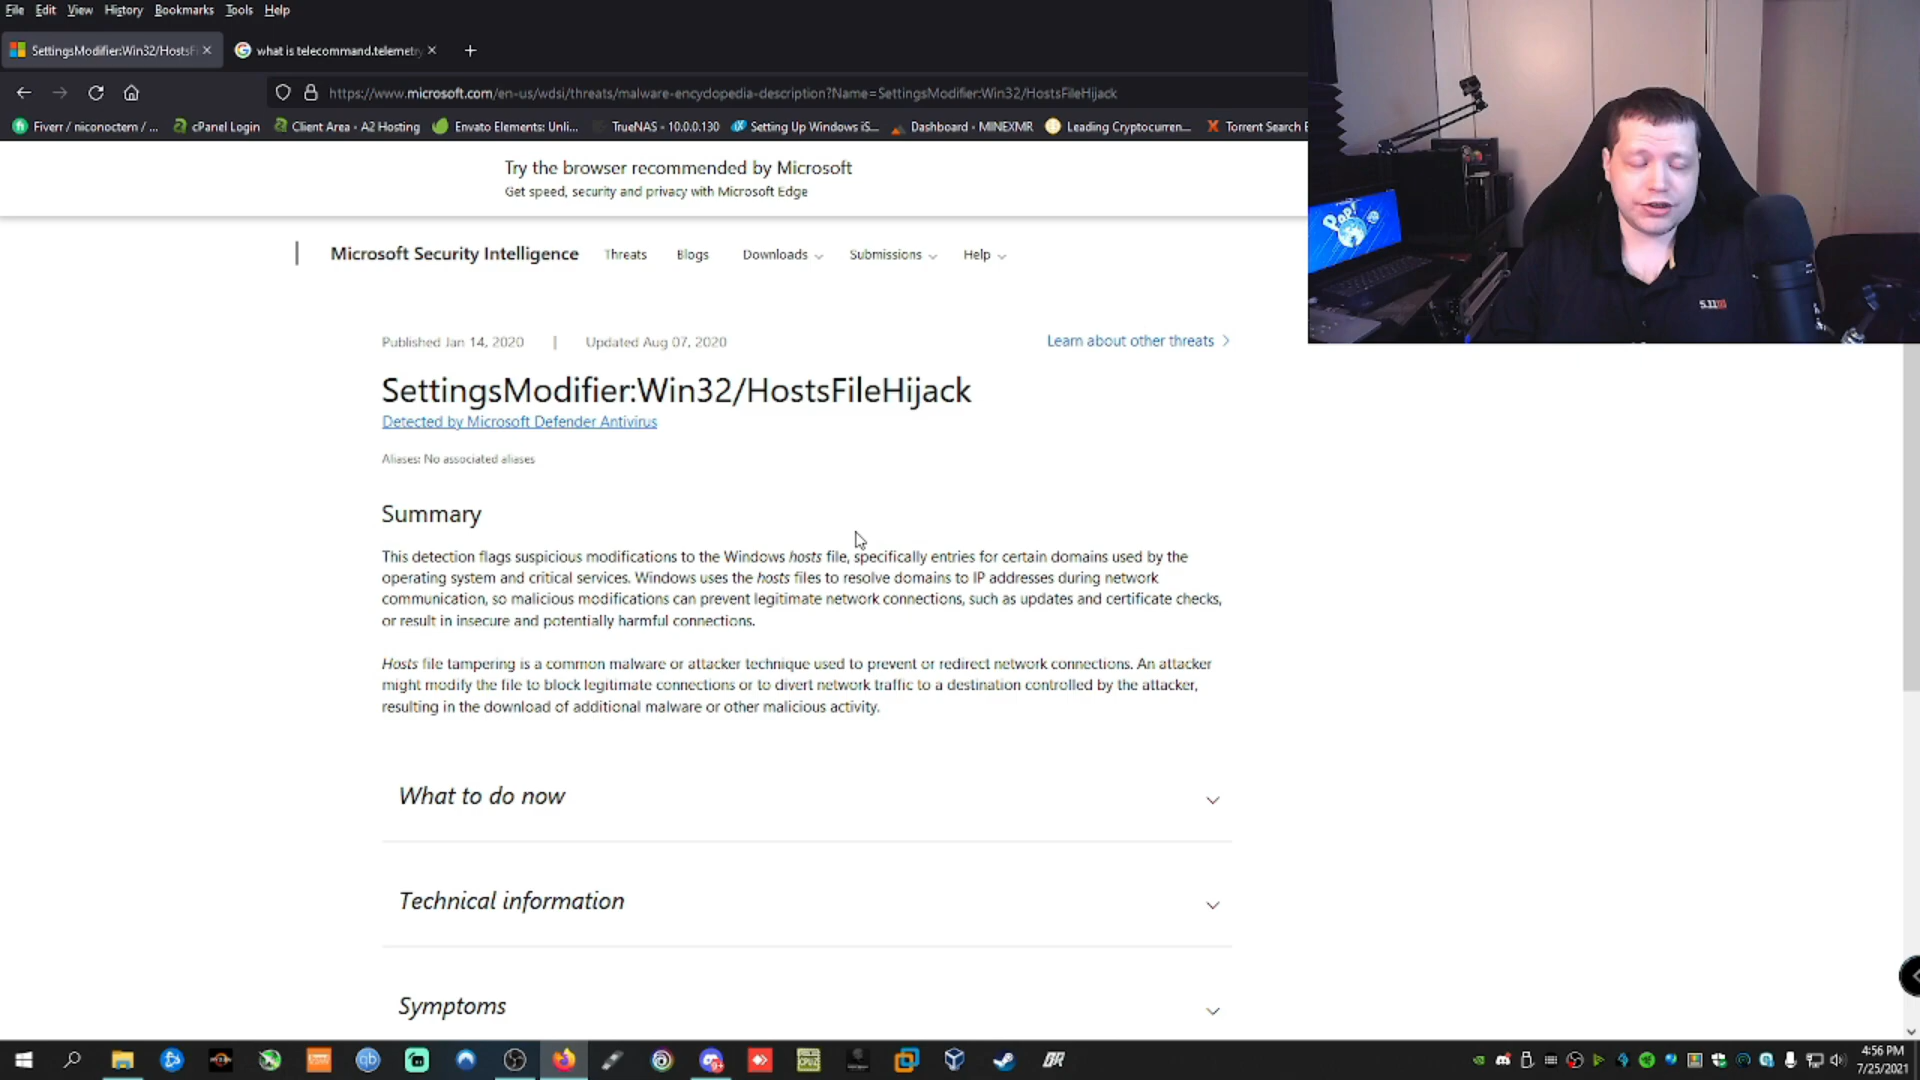 File Edit View History Bookmarks Tools Help
SettingsModifier:Win32/HostsF
what is telecommand.telemetr
https://www.microsoft.com/en-us/wdsi/threats/malware-encyclopedia-description?Name=SettingsModifier:Win32/HostsFileHijack
Fiverr / niconoctem / ... cPanel Login Client Area - A2 Hosting Envato Elements: Unli... TrueNAS - 10.0.0.130 Setting Up Windows iS... Dashboard - MINEXMR Leading Cryptocurren... Torrent Search E
Try the browser recommended by Microsoft
Get speed, security and privacy with Microsoft Edge
Microsoft Security Intelligence Threats Blogs Downloads Submissions Help
Published Jan 14, 2020 | Updated Aug 07, 2020
Learn about other threats
SettingsModifier:Win32/HostsFileHijack
Detected by Microsoft Defender Antivirus
Aliases: No associated aliases
Summary
This detection flags suspicious modifications to the Windows hosts file, specifically entries for certain domains used by the
operating system and critical services. Windows uses the hosts files to resolve domains to IP addresses during network
communication, so malicious modifications can prevent legitimate network connections, such as updates and certificate checks,
or result in insecure and potentially harmful connections.
Hosts file tampering is a common malware or attacker technique used to prevent or redirect network connections. An attacker
might modify the file to block legitimate connections or to divert network traffic to a destination controlled by the attacker,
resulting in the download of additional malware or other malicious activity.
What to do now
Technical information
Symptoms
POP!
5.11
4:56 PM
7/25/2021